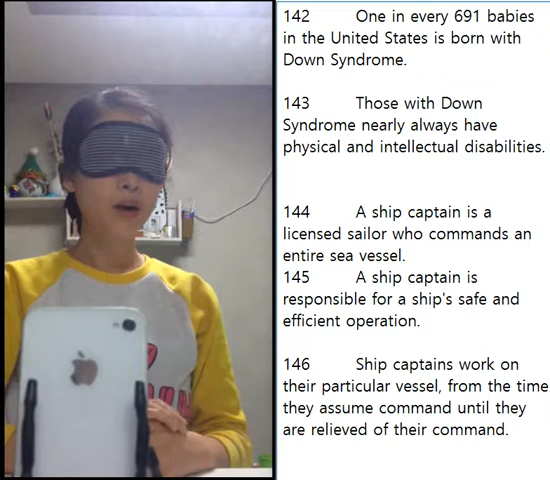 142 One in every 691 babies
in the United States is born with
Down Syndrome.
143 Those with Down
Syndrome nearly always have
physical and intellectual disabilities.
144 A ship captain is a
licensed sailor who commands an
entire sea vessel.
145 A ship captain is
responsible for a ship's safe and
efficient operation.
146 Ship captains work on
their particular vessel, from the time
they assume command until they
are relieved of their command.